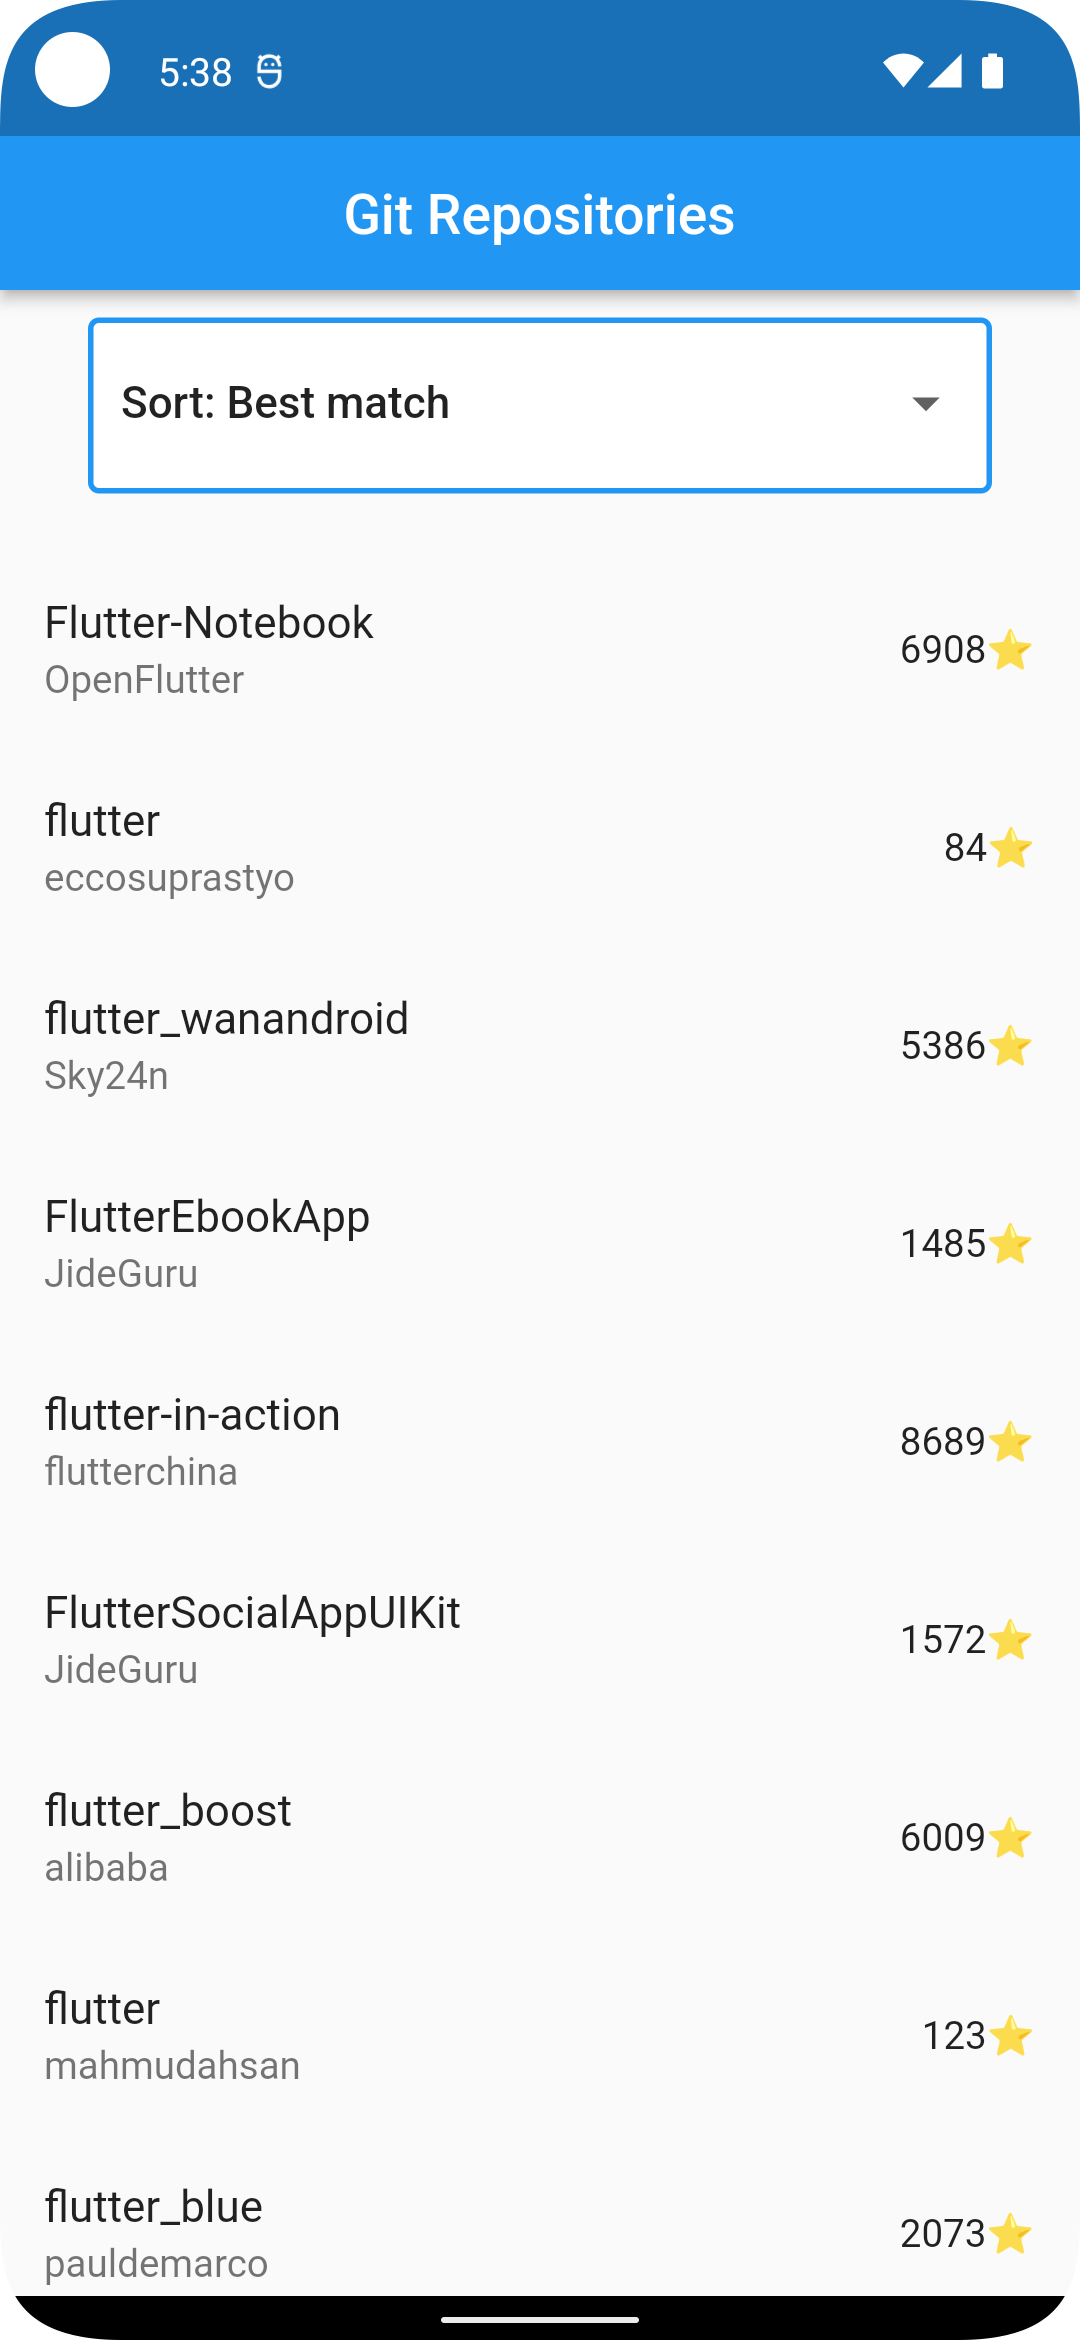 5:38
Git Repositories
Sort: Best match
Flutter-Notebook
OpenFlutter
6908⭐
flutter
eccosuprastyo
84⭐
flutter_wanandroid
Sky24n
5386⭐
FlutterEbookApp
JideGuru
1485⭐
flutter-in-action
flutterchina
8689⭐
FlutterSocialAppUIKit
JideGuru
1572⭐
flutter_boost
alibaba
6009⭐
flutter
mahmudahsan
123⭐
flutter_blue
pauldemarco
2073⭐